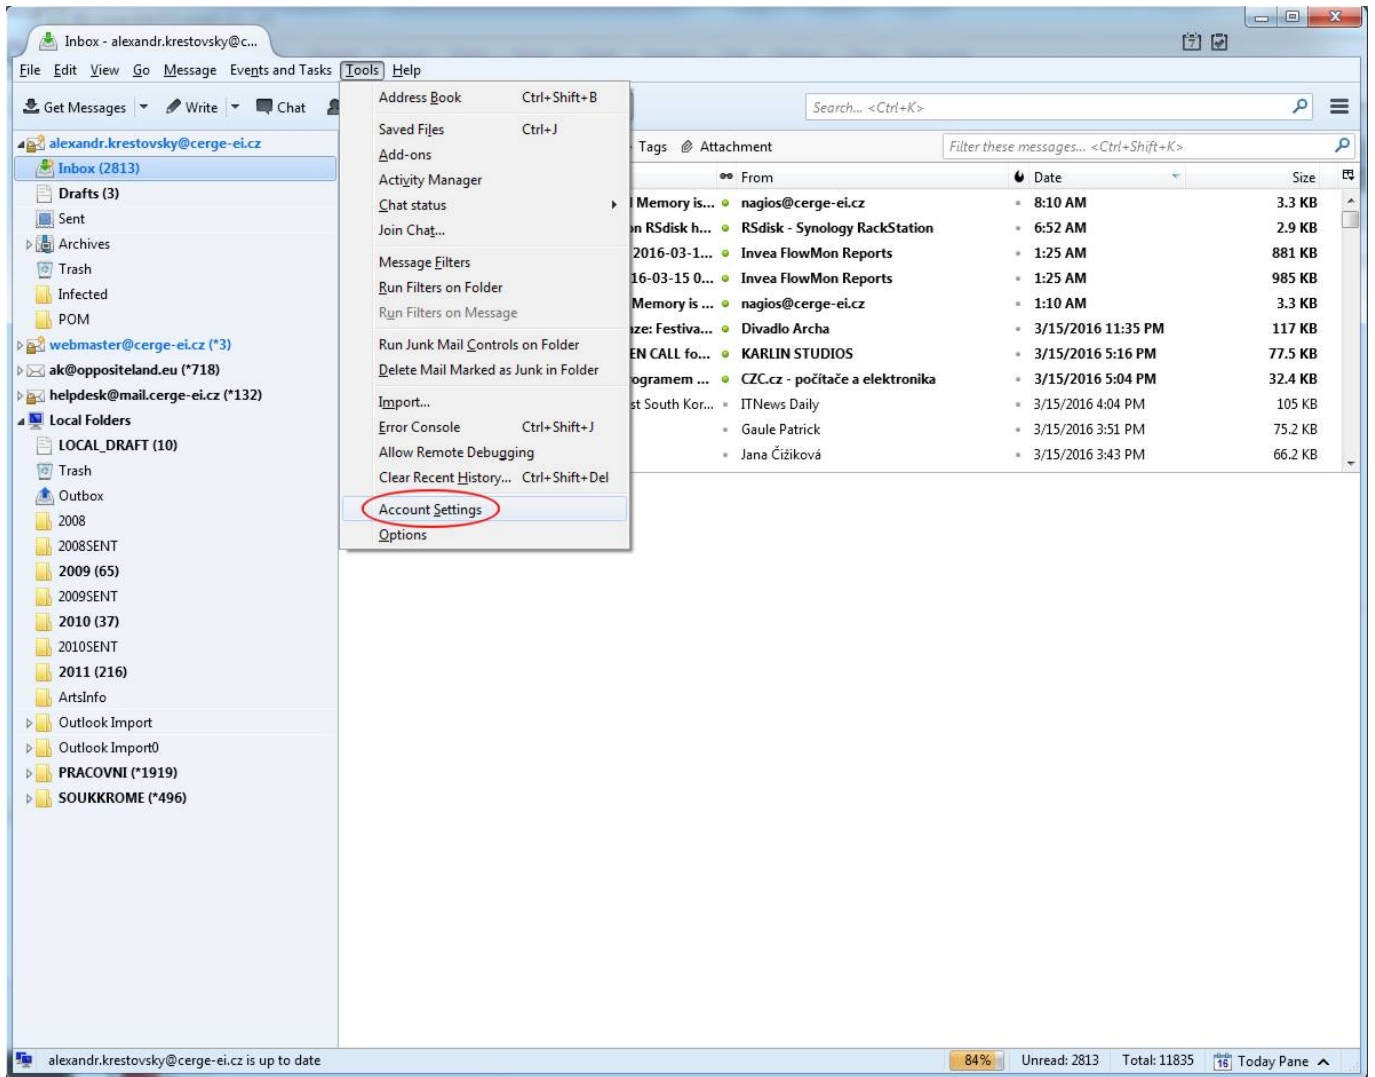 Inbox - alexandr.krestovsky@c...
File Edit View Go Message Events and Tasks Tools Help
Get Messages Write Chat
Search... <Ctrl+K>
alexandr.krestovsky@cerge-ei.cz
Inbox (2813)
Drafts (3)
Sent
Archives
Trash
Infected
POM
webmaster@cerge-ei.cz (*3)
ak@oppositeland.eu (*718)
helpdesk@mail.cerge-ei.cz (*132)
Local Folders
LOCAL_DRAFT (10)
Trash
Outbox
2008
2008SENT
2009 (65)
2009SENT
2010 (37)
2010SENT
2011 (216)
ArtsInfo
Outlook Import
Outlook Import0
PRACOVNI (*1919)
SOUKKROME (*496)
Address Book Ctrl+Shift+B
Saved Files Ctrl+J
Add-ons
Activity Manager
Chat status
Join Chat...
Message Filters
Run Filters on Folder
Run Filters on Message
Run Junk Mail Controls on Folder
Delete Mail Marked as Junk in Folder
Import...
Error Console Ctrl+Shift+J
Allow Remote Debugging
Clear Recent History... Ctrl+Shift+Del
Account Settings
Options
Tags Attachment Filter these messages... <Ctrl+Shift+K>
From Date Size
Memory is... nagios@cerge-ei.cz 8:10 AM 3.3 KB
on RSdisk h... RSdisk - Synology RackStation 6:52 AM 2.9 KB
2016-03-1... Invea FlowMon Reports 1:25 AM 881 KB
16-03-15 0... Invea FlowMon Reports 1:25 AM 985 KB
Memory is ... nagios@cerge-ei.cz 1:10 AM 3.3 KB
aze: Festiva... Divadlo Archa 3/15/2016 11:35 PM 117 KB
EN CALL fo... KARLIN STUDIOS 3/15/2016 5:16 PM 77.5 KB
ogramem ... CZC.cz - počítače a elektronika 3/15/2016 5:04 PM 32.4 KB
st South Kor... ITNews Daily 3/15/2016 4:04 PM 105 KB
Gaule Patrick 3/15/2016 3:51 PM 75.2 KB
Jana Čižiková 3/15/2016 3:43 PM 66.2 KB
alexandr.krestovsky@cerge-ei.cz is up to date 84% Unread: 2813 Total: 11835 16 Today Pane